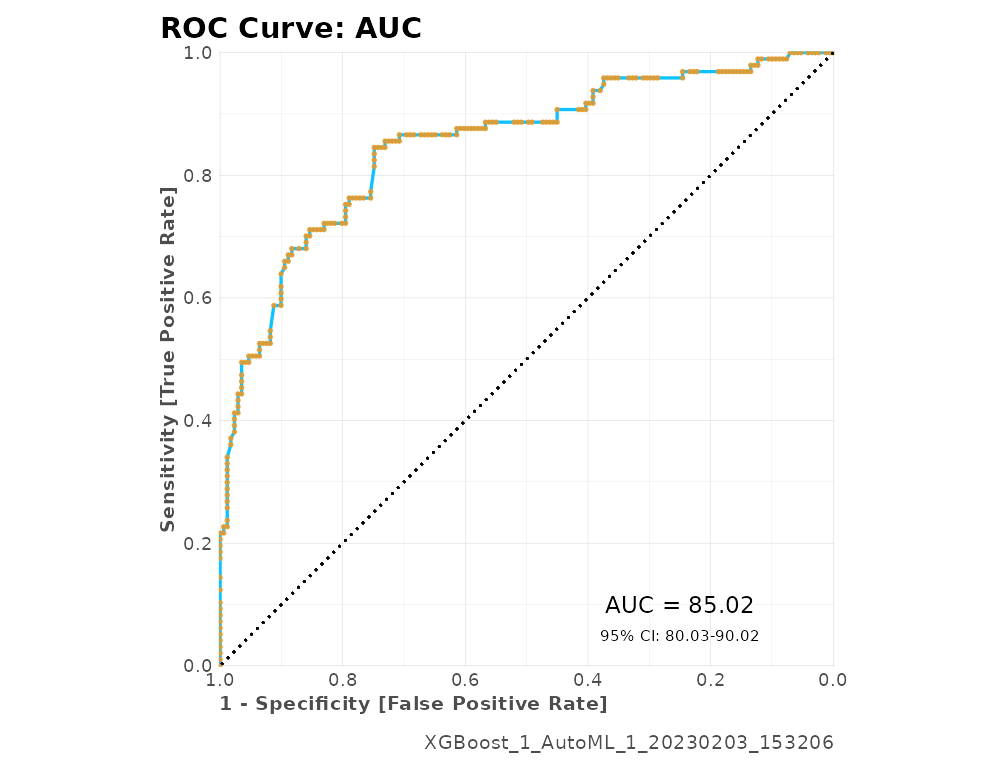 ROC Curve: AUC
Sensitivity [True Positive Rate]
1.0
0.8
0.6
0.4
0.2
0.0
AUC = 85.02
95% CI: 80.03-90.02
1.0 0.8 0.6 0.4 0.2 0.0
1 - Specificity [False Positive Rate]
XGBoost_1_AutoML_1_20230203_153206